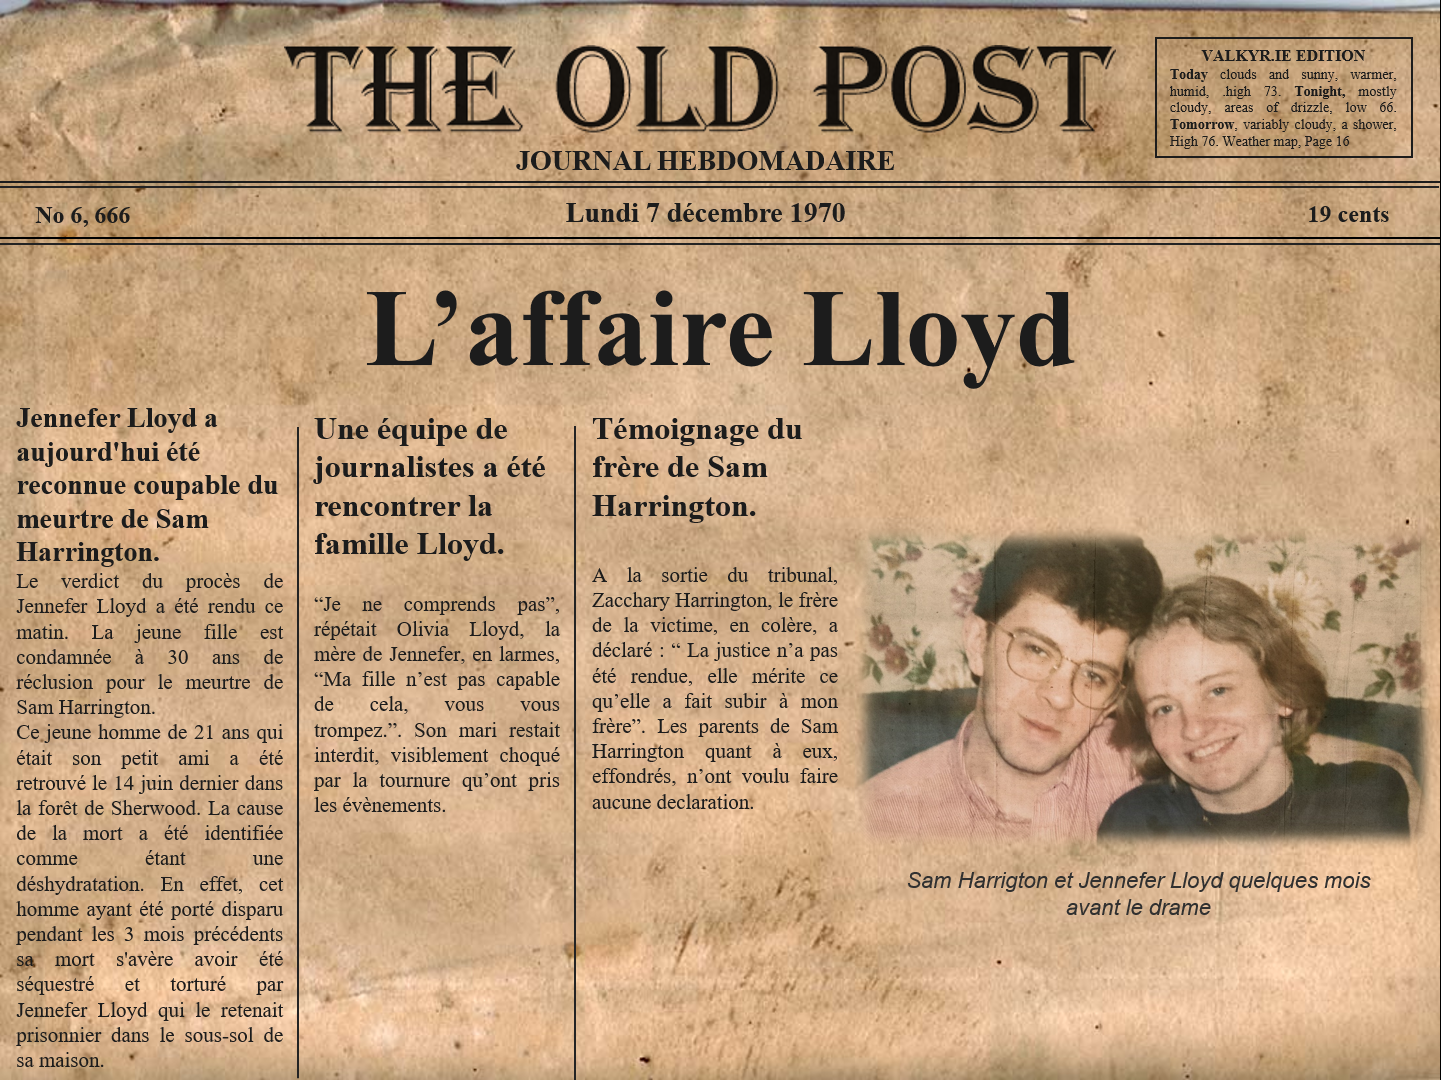 THE OLD POST
JOURNAL HEBDOMADAIRE
VALKYR.IE EDITION
Today clouds and sunny, warmer,
humid, .high 73. Tonight, mostly
cloudy, areas of drizzle, low 66.
Tomorrow, variably cloudy, a shower,
High 76. Weather map, Page 16
No 6, 666
Lundi 7 décembre 1970
19 cents
L’affaire Lloyd
Jennefer Lloyd a
aujourd'hui été
reconnue coupable du
meurtre de Sam
Harrington.
Le verdict du procès de
Jennefer Lloyd a été rendu ce
matin. La jeune fille est
condamnée à 30 ans de
réclusion pour le meurtre de
Sam Harrington.
Ce jeune homme de 21 ans qui
était son petit ami a été
retrouvé le 14 juin dernier dans
la forêt de Sherwood. La cause
de la mort a été identifiée
comme étant une
déshydratation. En effet, cet
homme ayant été porté disparu
pendant les 3 mois précédents
sa mort s'avère avoir été
séquestré et torturé par
Jennefer Lloyd qui le retenait
prisonnier dans le sous-sol de
sa maison.
Une équipe de
journalistes a été
rencontrer la
famille Lloyd.
“Je ne comprends pas”,
répétait Olivia Lloyd, la
mère de Jennefer, en larmes,
“Ma fille n’est pas capable
de cela, vous vous
trompez.”. Son mari restait
interdit, visiblement choqué
par la tournure qu’ont pris
les évènements.
Témoignage du
frère de Sam
Harrington.
A la sortie du tribunal,
Zacchary Harrington, le frère
de la victime, en colère, a
déclaré : “ La justice n’a pas
été rendue, elle mérite ce
qu’elle a fait subir à mon
frère”. Les parents de Sam
Harrington quant à eux,
effondrés, n’ont voulu faire
aucune declaration.
Sam Harrigton et Jennefer Lloyd quelques mois
avant le drame